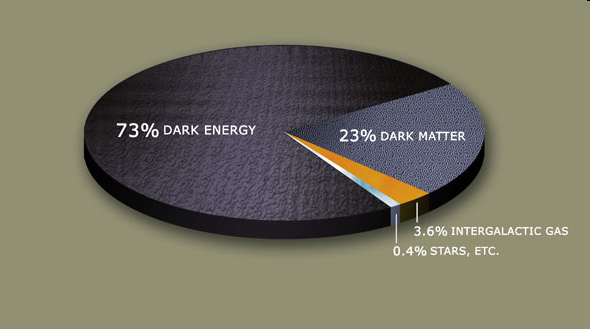 73% DARK ENERGY
23% DARK MATTER
3.6% INTERGALACTIC GAS
0.4% STARS, ETC.